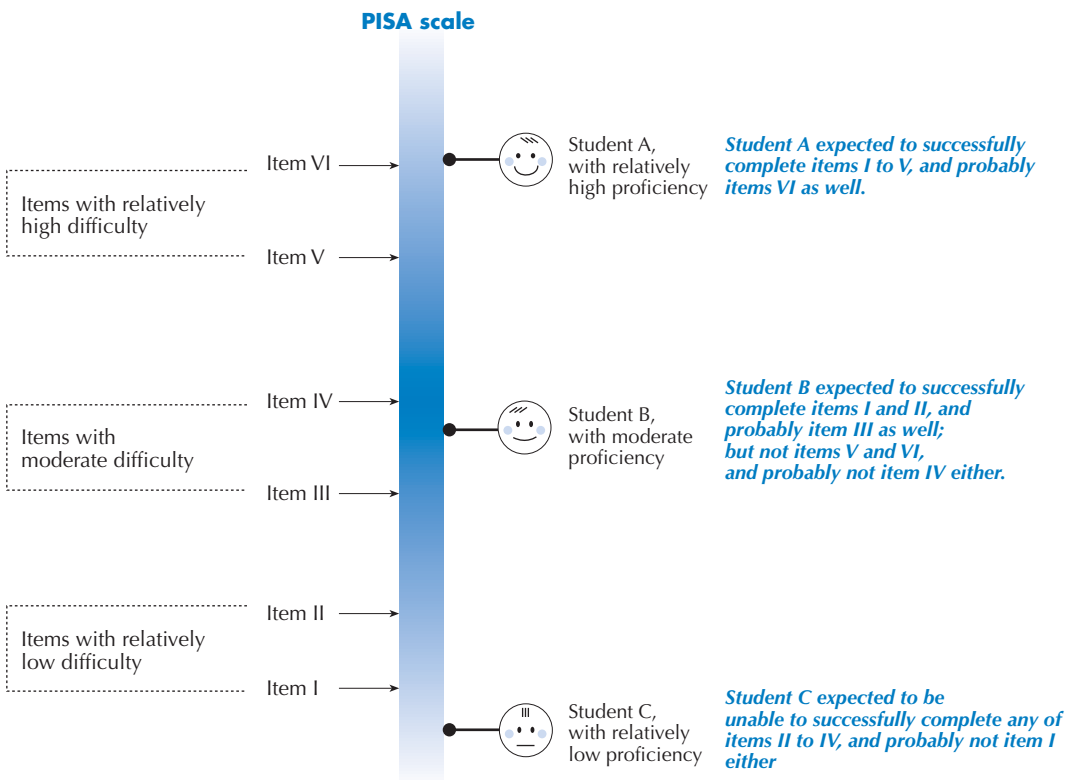 PISA scale
Item VI
Items with relatively
high difficulty
Item V
Student A,
with relatively
high proficiency
Student A expected to successfully
complete items I to V, and probably
items VI as well.
Item IV
Items with
moderate difficulty
Item III
Student B,
with moderate
proficiency
Student B expected to successfully
complete items I and II, and
probably item III as well;
but not items V and VI,
and probably not item IV either.
Item II
Items with relatively
low difficulty
Item I
Student C,
with relatively
low proficiency
Student C expected to be
unable to successfully complete any of
items II to IV, and probably not item I
either